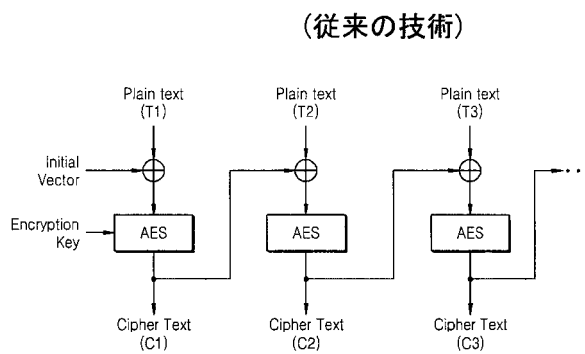 (従来の技術)
Plain text
(T1)
Plain text
(T2)
Plain text
(T3)
Initial
Vector
Encryption
Key
AES
AES
AES
Cipher Text
(C1)
Cipher Text
(C2)
Cipher Text
(C3)